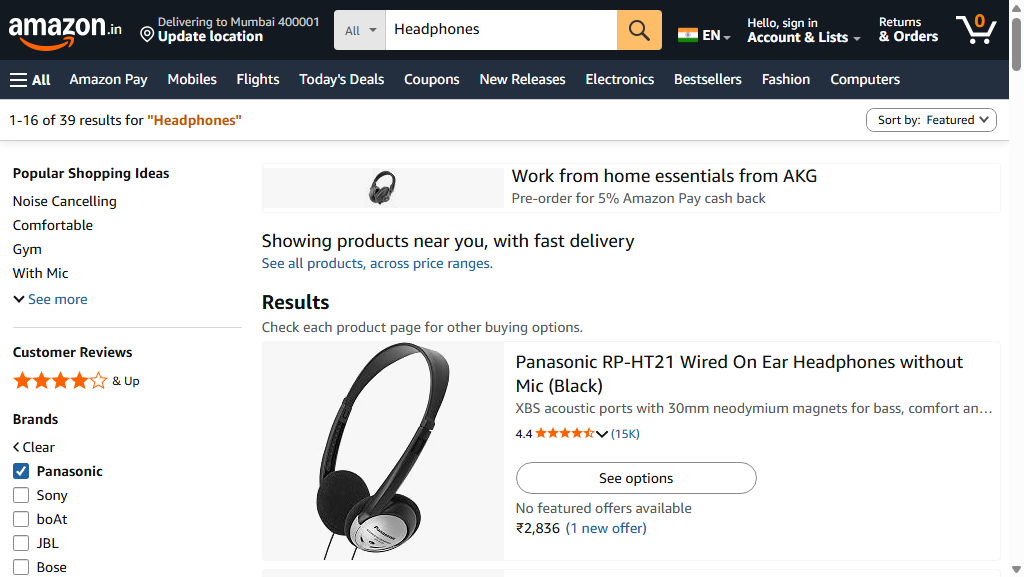 amazon.in
Delivering to Mumbai 400001
Update location
All
Headphones
EN
Hello, sign in
Account & Lists
Returns
& Orders
0
All
Amazon Pay
Mobiles
Flights
Today's Deals
Coupons
New Releases
Electronics
Bestsellers
Fashion
Computers
1-16 of 39 results for "Headphones"
Sort by: Featured
Popular Shopping Ideas
Noise Cancelling
Comfortable
Gym
With Mic
See more
Customer Reviews
& Up
Brands
Clear
Panasonic
Sony
boAt
JBL
Bose
Work from home essentials from AKG
Pre-order for 5% Amazon Pay cash back
Showing products near you, with fast delivery
See all products, across price ranges.
Results
Check each product page for other buying options.
Panasonic
Panasonic RP-HT21 Wired On Ear Headphones without
Mic (Black)
XBS acoustic ports with 30mm neodymium magnets for bass, comfort an…
4.4 (15K)
See options
No featured offers available
₹2,836 (1 new offer)